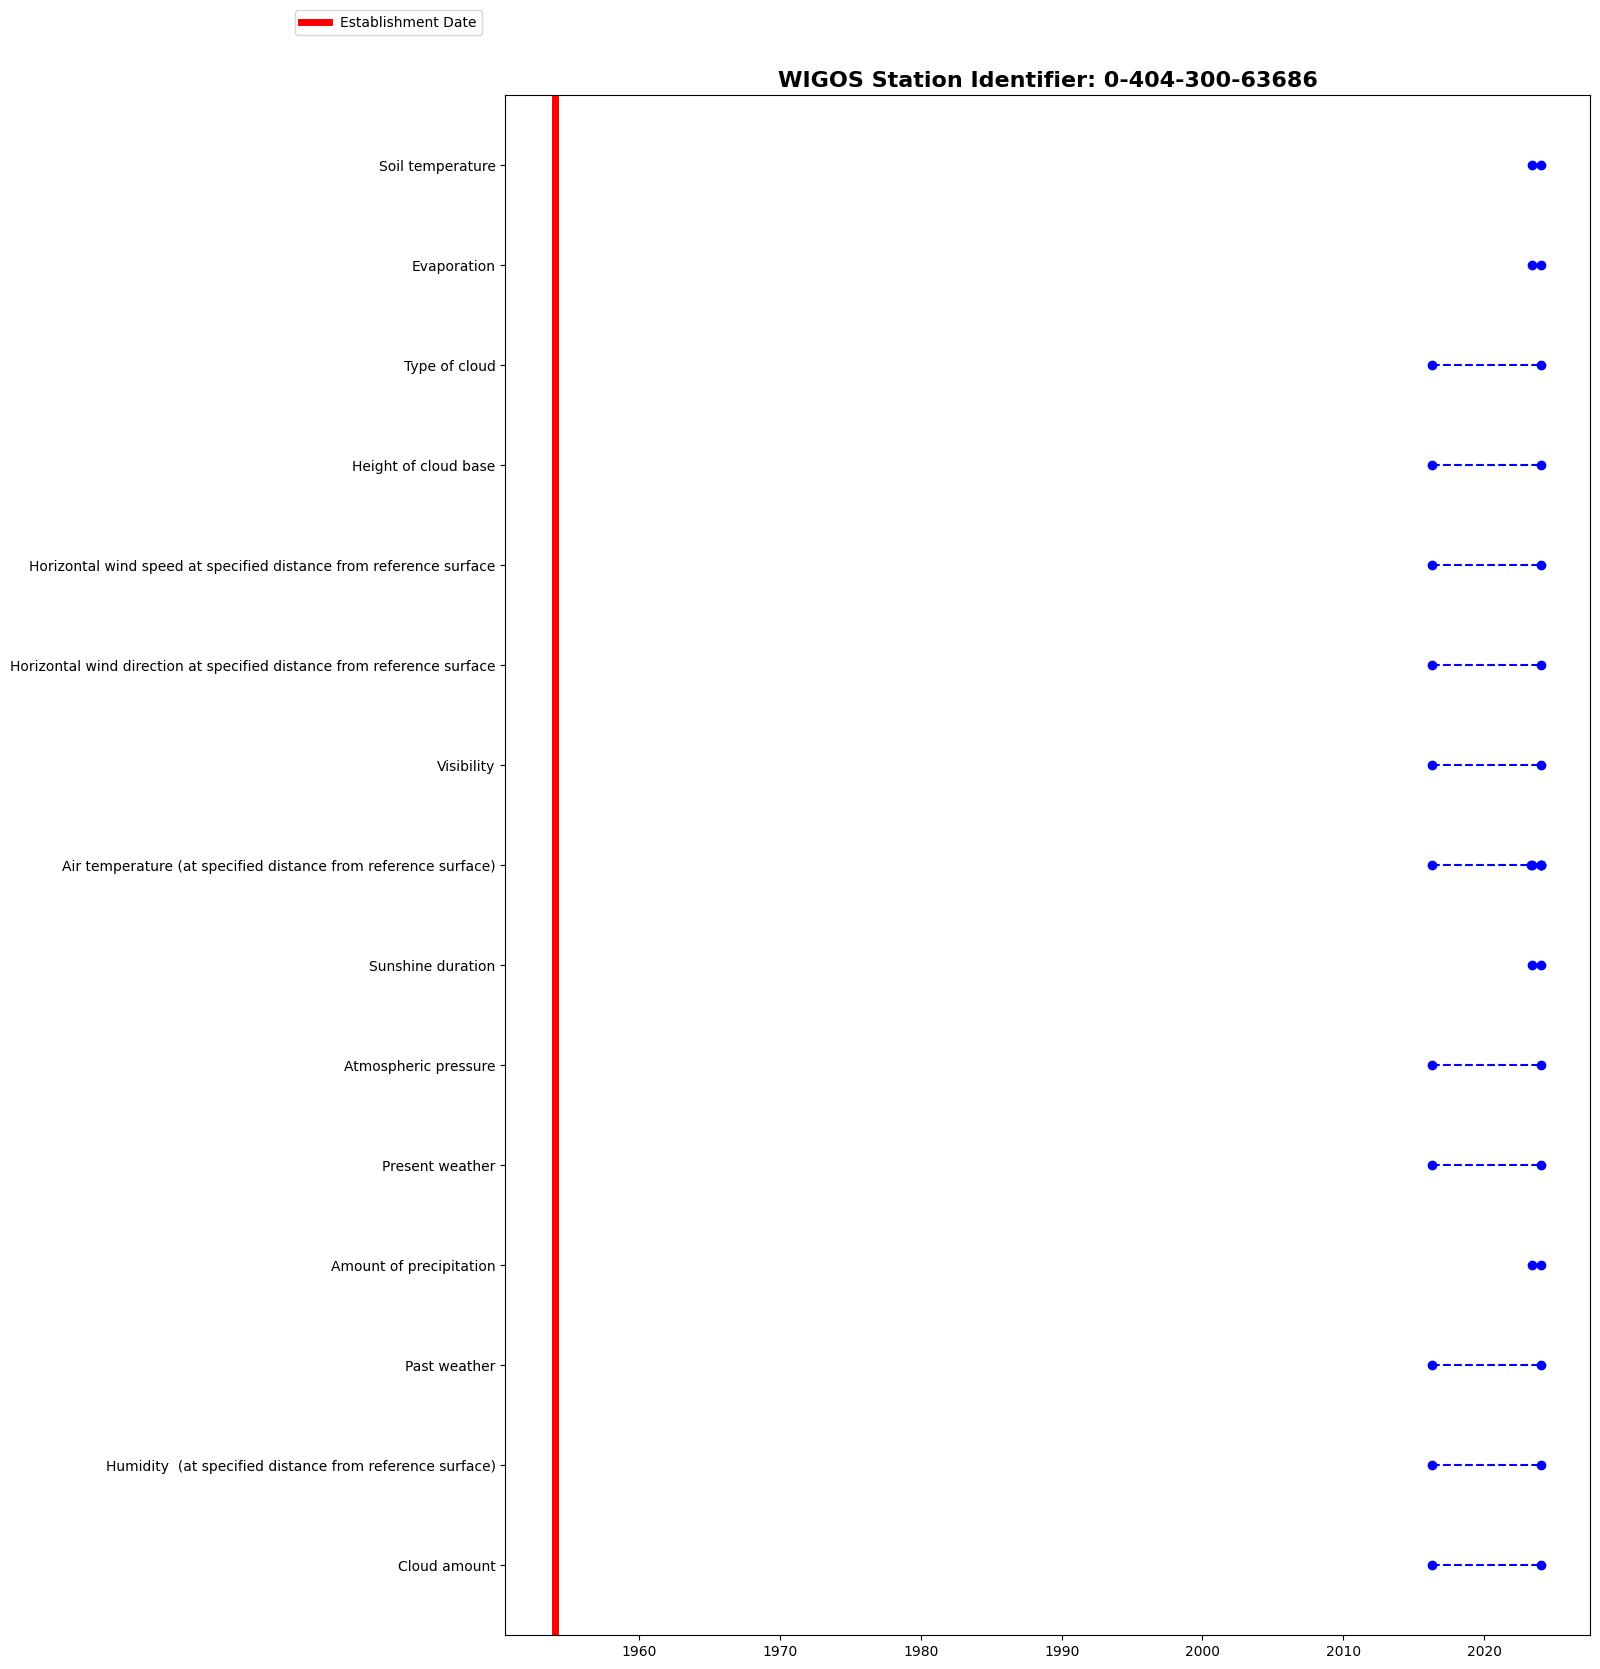 Establishment Date
WIGOS Station Identifier: 0-404-300-63686
Soil temperature
Evaporation
Type of cloud
Height of cloud base
Horizontal wind speed at specified distance from reference surface
Horizontal wind direction at specified distance from reference surface
Visibility
Air temperature (at specified distance from reference surface)
Sunshine duration
Atmospheric pressure
Present weather
Amount of precipitation
Past weather
Humidity  (at specified distance from reference surface)
Cloud amount
1960 1970 1980 1990 2000 2010 2020